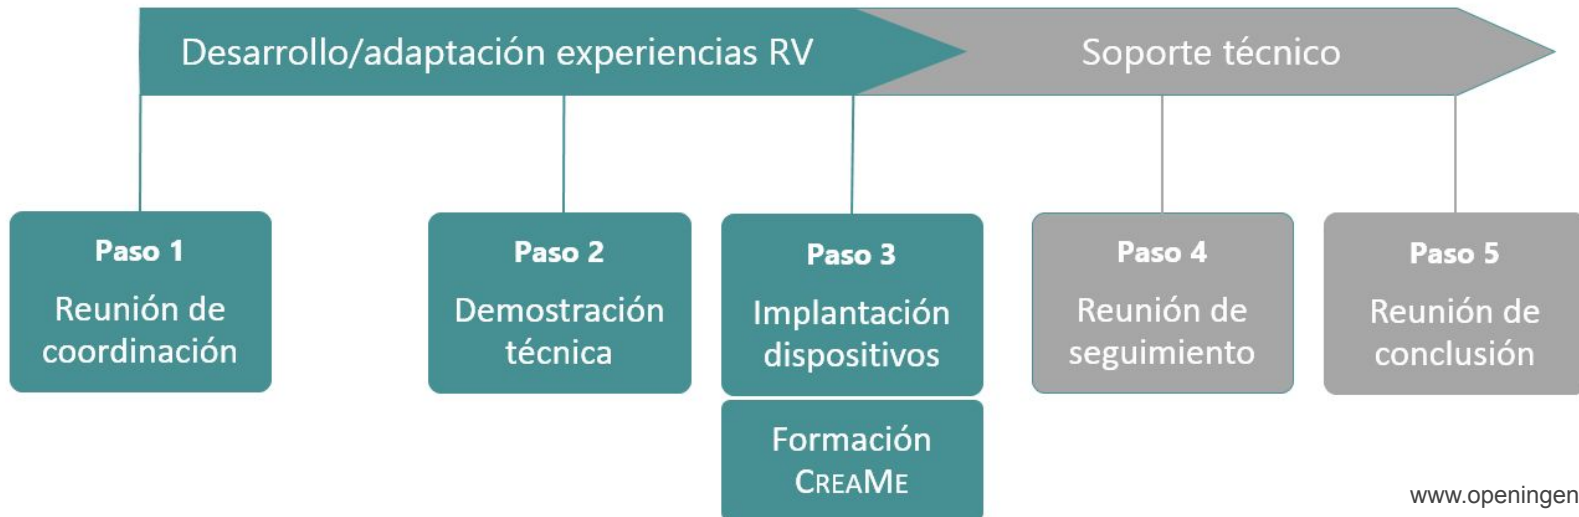 Desarrollo/adaptación experiencias RV
Soporte técnico
Paso 1
Reunión de
coordinación
Paso 2
Demostración
técnica
Paso 3
Implantación
dispositivos
Formación
CREAME
Paso 4
Reunión de
seguimiento
Paso 5
Reunión de
conclusión
www.openingen